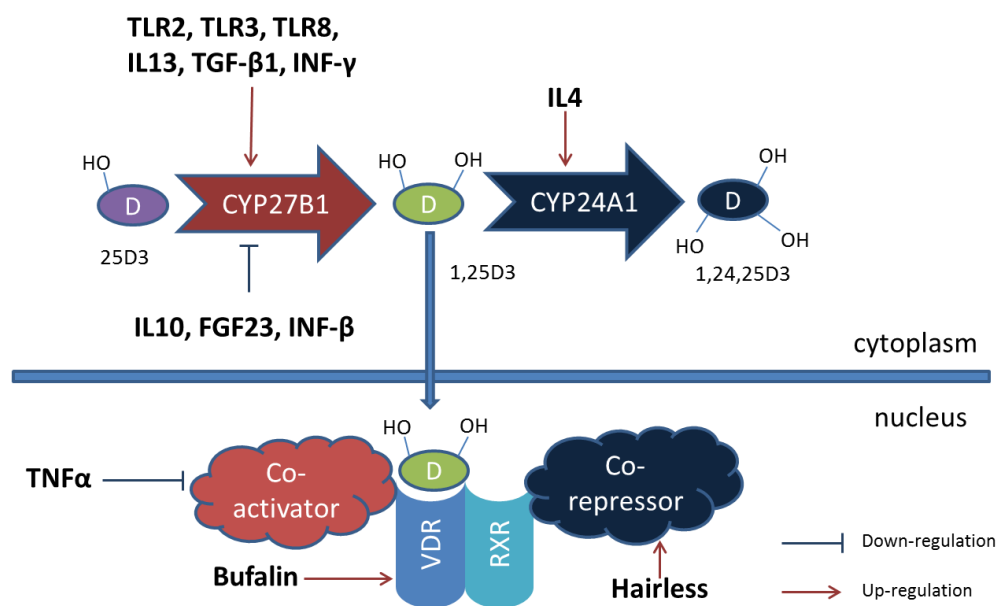 TLR2, TLR3, TLR8,
IL13, TGF-β1, INF-γ
IL4
HO
D
25D3
CYP27B1
HO
OH
D
1,25D3
CYP24A1
OH
D
HO
OH
1,24,25D3
IL10, FGF23, INF-β
cytoplasm
nucleus
HO
OH
D
TNFα
Co-
activator
Co-
repressor
VDR
RXR
Bufalin
Hairless
Down-regulation
Up-regulation